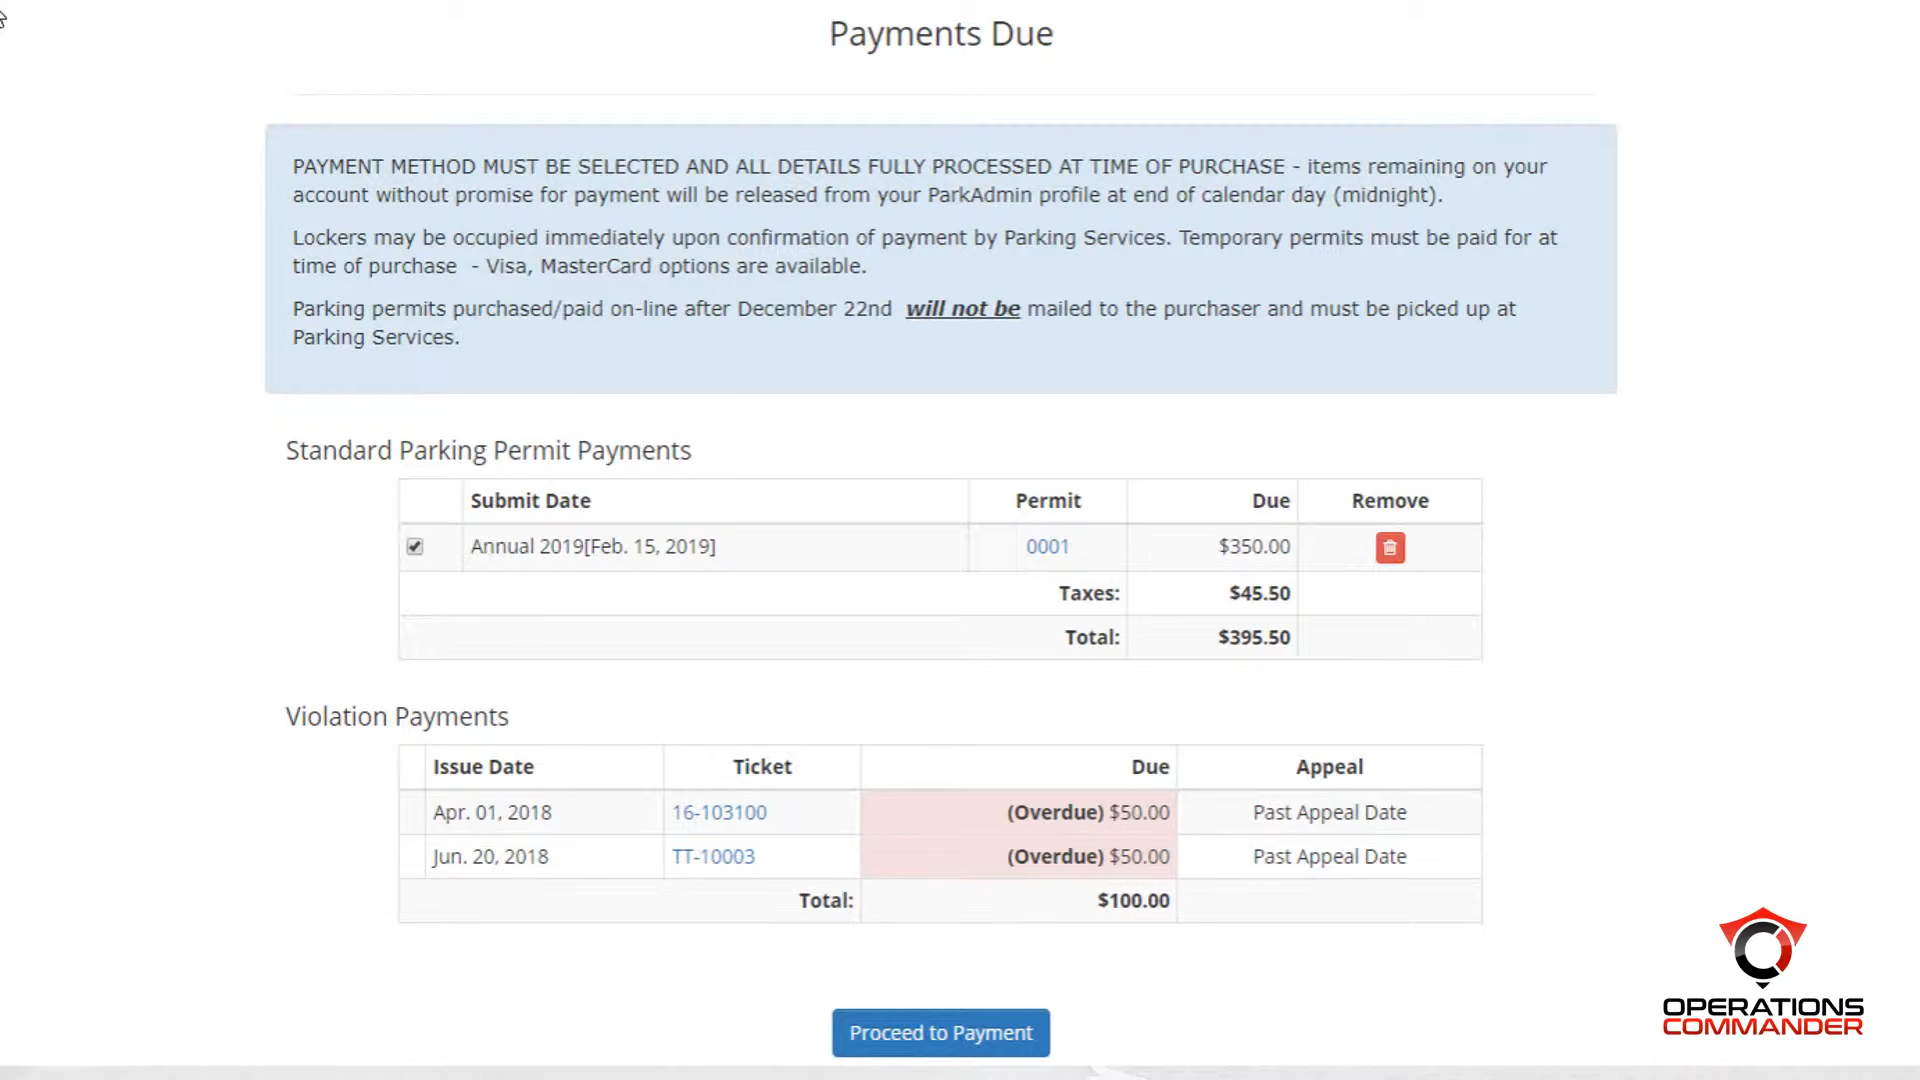 Payments Due
PAYMENT METHOD MUST BE SELECTED AND ALL DETAILS FULLY PROCESSED AT TIME OF PURCHASE - items remaining on your
account without promise for payment will be released from your ParkAdmin profile at end of calendar day (midnight).
Lockers may be occupied immediately upon confirmation of payment by Parking Services. Temporary permits must be paid for at
time of purchase - Visa, MasterCard options are available.
Parking permits purchased/paid on-line after December 22nd will not be mailed to the purchaser and must be picked up at
Parking Services.
Standard Parking Permit Payments
Submit Date Permit Due Remove
Annual 2019[Feb. 15, 2019] 0001 $350.00
Taxes: $45.50
Total: $395.50
Violation Payments
Issue Date Ticket Due Appeal
Apr. 01, 2018 16-103100 (Overdue) $50.00 Past Appeal Date
Jun. 20, 2018 TT-10003 (Overdue) $50.00 Past Appeal Date
Total: $100.00
Proceed to Payment
OPERATIONS
COMMANDER